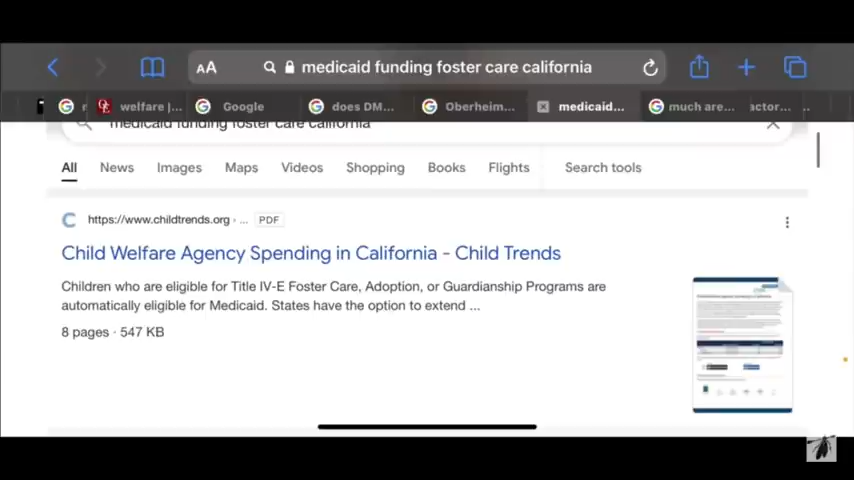 AA medicaid funding foster care california
welfare |... Google does DM... Oberheim... medicaid... much are... actor...
medicaid funding foster care california
All News Images Maps Videos Shopping Books Flights Search tools
https://www.childtrends.org › ... PDF
Child Welfare Agency Spending in California - Child Trends
Children who are eligible for Title IV-E Foster Care, Adoption, or Guardianship Programs are
automatically eligible for Medicaid. States have the option to extend ...
8 pages · 547 KB